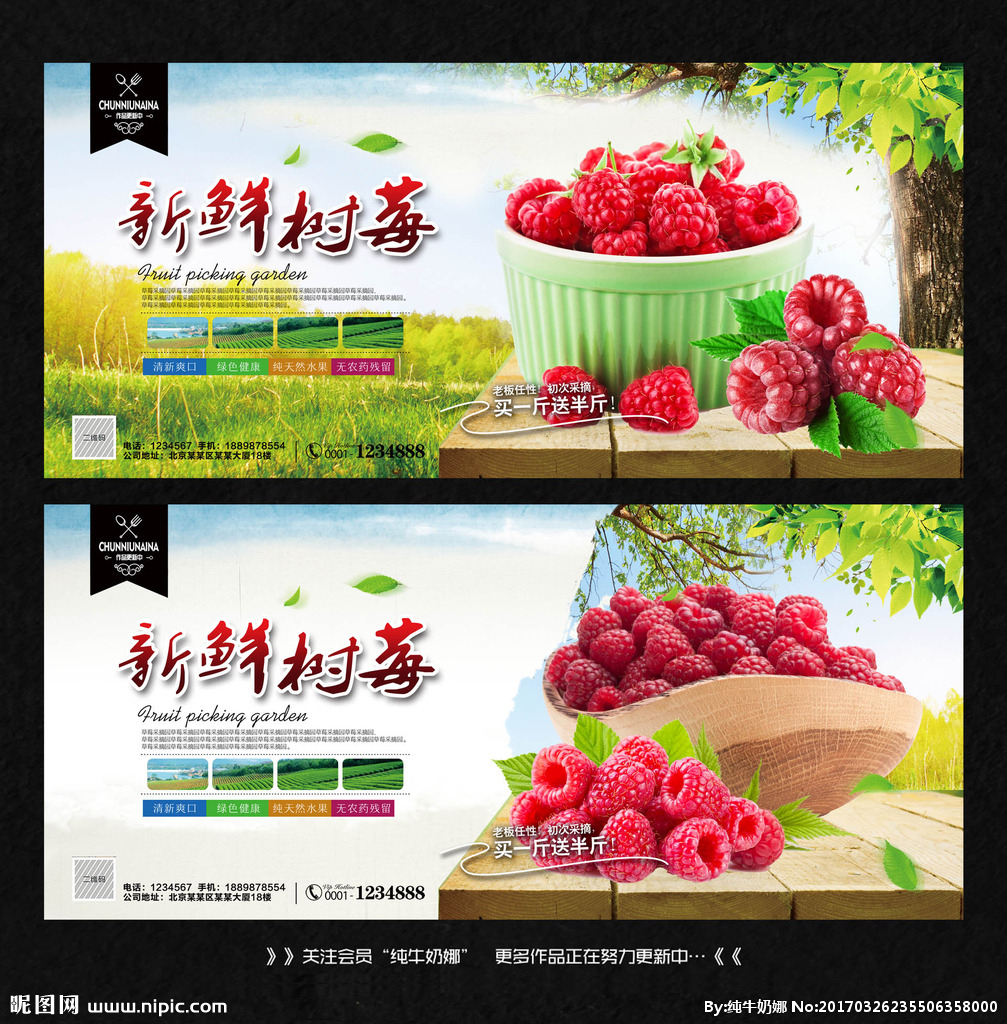 CHUNNIUNAINA
作品更新中
新鲜树莓
Fruit picking garden
草莓采摘园草莓采摘园草莓采摘园草莓采摘园草莓采摘园草莓采摘园草莓采摘园
清新爽口 绿色健康 纯天然水果 无农药残留
老板任性！初次采摘，
买一斤送半斤！
二维码
电话：1234567 手机：1889878554
公司地址：北京某某区某某大厦18楼
Vip Hotline
0001-1234888
CHUNNIUNAINA
作品更新中
新鲜树莓
Fruit picking garden
草莓采摘园草莓采摘园草莓采摘园草莓采摘园草莓采摘园草莓采摘园草莓采摘园
清新爽口 绿色健康 纯天然水果 无农药残留
老板任性！初次采摘，
买一斤送半斤！
二维码
电话：1234567 手机：1889878554
公司地址：北京某某区某某大厦18楼
Vip Hotline
0001-1234888
》》关注会员“纯牛奶娜” 更多作品正在努力更新中…《《
昵图网 www.nipic.com
By:纯牛奶娜 No:20170326235506358000